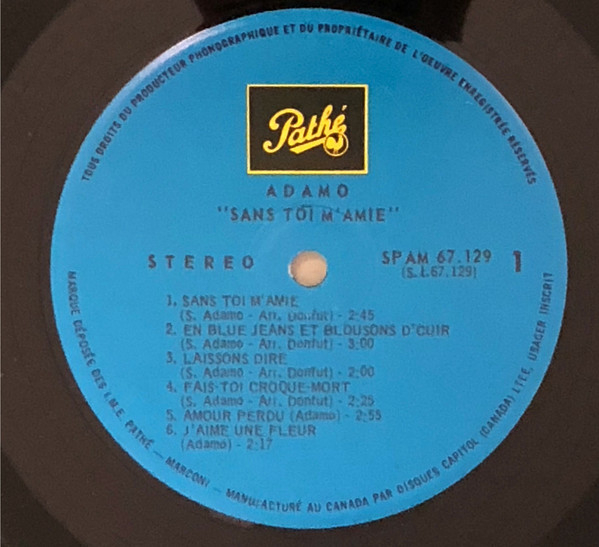 TOUS DROITS DU PRODUCTEUR PHONOGRAPHIQUE ET DU PROPRIÉTAIRE DE L'OEUVRE ENREGISTRÉE RÉSERVÉS
Pathé
ADAMO
"SANS TOI M'AMIE"
STEREO
SPAM 67.129
(S.L.67.129)
1
1. SANS TOI M'AMIE
(S. Adamo - Arr. Donfut) - 2:45
2. EN BLUE JEANS ET BLOUSONS D'CUIR
(S. Adamo - Arr. Donfut) - 3:00
3. LAISSONS DIRE
(S. Adamo - Arr. Donfut) - 2:00
4. FAIS-TOI CROQUE-MORT
(S. Adamo - Arr. Donfut) - 2:25
5. AMOUR PERDU (Adamo) - 2:55
6. J'AIME UNE FLEUR
(Adamo) - 2:17
MARQUE DÉPOSÉE DES I.M.E. PATHÉ — MARCONI - MANUFACTURÉ AU CANADA PAR DISQUES CAPITOL (CANADA) LTÉE, USAGER INSCRIT